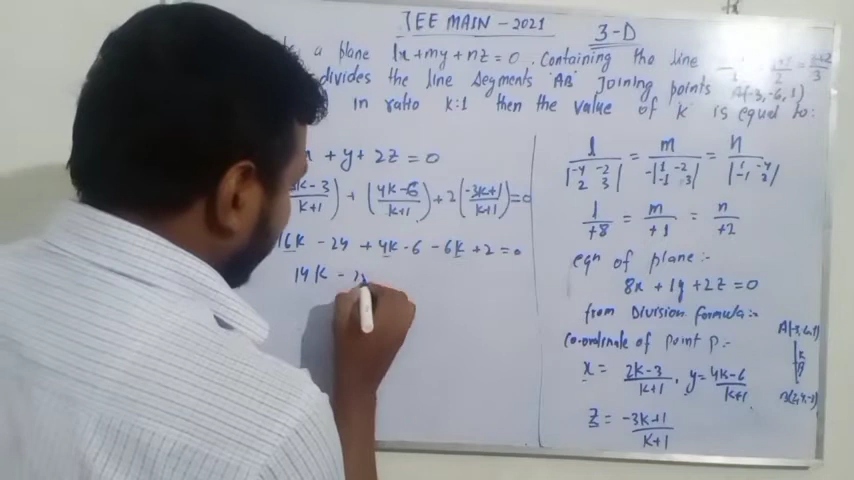 JEE MAIN - 2021
3-D
a plane lx + my + nz = 0 . Containing the line = y+4/2 = z+2/3
divides the line Segments AB Joining points A(-3,-6,1)
in ratio K:1 then the value of K is equal to:
+ y + 2z = 0
K-3/K+1) + (4K-6/K+1) + 2(-3K+1/K+1) = 0
16K - 24 + 4K - 6 - 6K + 2 = 0
14K -
l/|-4 -2 2 3| = m/-|1 -2 -1 3| = n/|1 -4 -1 2|
l/+8 = m/+1 = n/+2
eqn of plane :-
8x + 1y + 2z = 0
from Division formula:-
co-ordinate of point p:-
x = 2K-3/K+1 , y = 4K-6/K+1
z = -3K+1/K+1